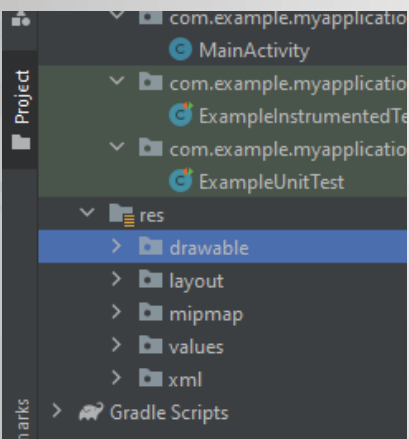 com.example.myapplicatio
MainActivity
com.example.myapplicatio
ExampleInstrumentedTe
com.example.myapplicatio
ExampleUnitTest
res
drawable
layout
mipmap
values
xml
Gradle Scripts
Project
marks